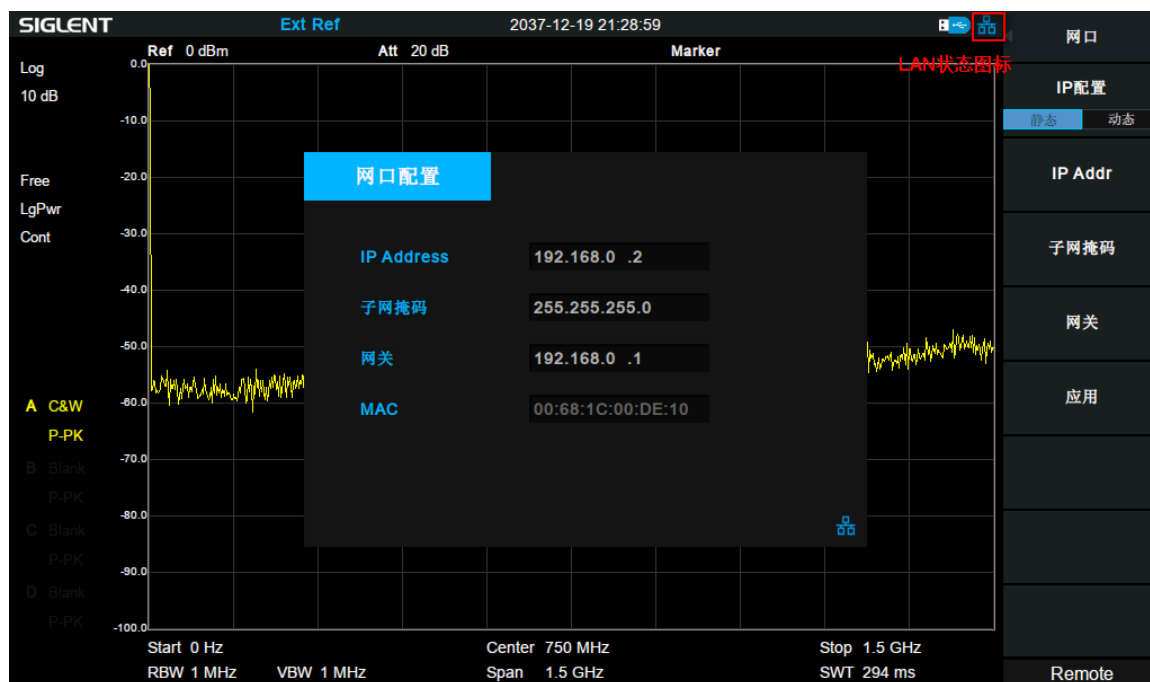 SIGLENT Ext Ref 2037-12-19 21:28:59
网口
Ref 0 dBm Att 20 dB Marker
LAN状态图标
Log
10 dB
Free
LgPwr
Cont
A C&W
P-PK
B Blank
P-PK
C Blank
P-PK
D Blank
P-PK
0.0
-10.0
-20.0
-30.0
-40.0
-50.0
-60.0
-70.0
-80.0
-90.0
-100.0
网口配置
IP Address 192.168.0 .2
子网掩码 255.255.255.0
网关 192.168.0 .1
MAC 00:68:1C:00:DE:10
IP配置
静态 动态
IP Addr
子网掩码
网关
应用
Start 0 Hz Center 750 MHz Stop 1.5 GHz
RBW 1 MHz VBW 1 MHz Span 1.5 GHz SWT 294 ms
Remote